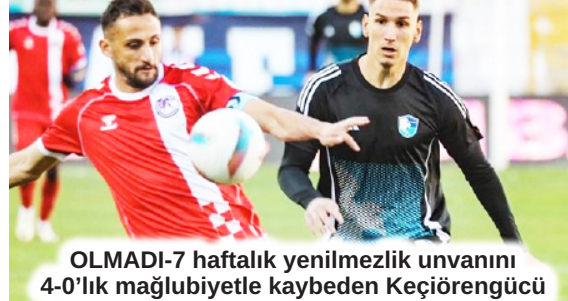 OLMADI-7 haftalık yenilmezlik unvanını
4-0’lık mağlubiyetle kaybeden Keçiörengücü